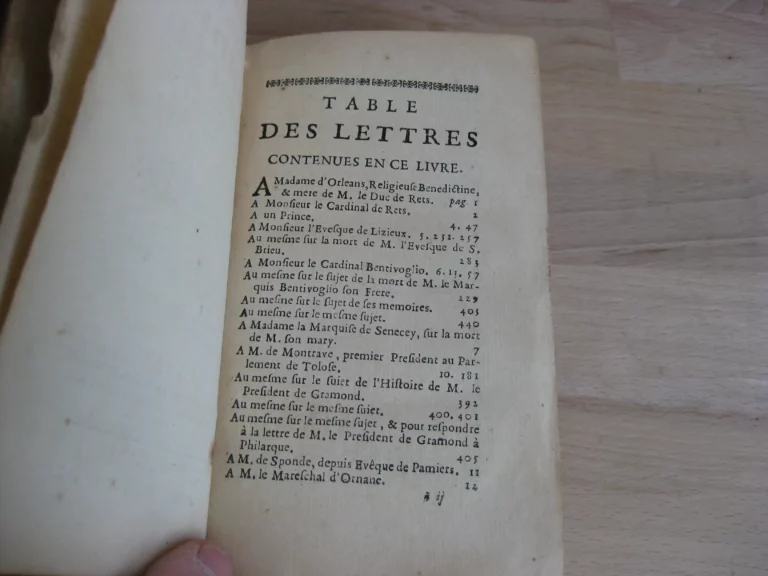 TABLE
DES LETTRES
CONTENUES EN CE LIVRE.
A Madame d'Orleans, Religieuſe Benedictine,
& mere de M. le Duc de Rets. pag 1
A Monſieur le Cardinal de Rets. 2
A un Prince. 4. 47
A Monſieur l'Eveſque de Lizieux. 5. 252. 257
Au meſme ſur la mort de M. l'Eveſque de S.
Brieu. 285
A Monſieur le Cardinal Bentivoglio. 6. 15. 57
Au meſme ſur le ſujet de la mort de M. le Mar-
quis Bentivoglio ſon Frere. 229
Au meſme ſur le ſujet de ſes memoires. 405
Au meſme ſur le meſme ſujet. 440
A Madame la Marquiſe de Senecey, ſur la mort
de M. ſon mary. 7
A M. de Montrave, premier Preſident au Par-
lement de Toloſe. 10. 181
Au meſme ſur le ſujet de l'Hiſtoire de M. le
Preſident de Gramond. 392
Au meſme ſur le meſme ſujet. 400. 401
Au meſme ſur le meſme ſujet, & pour reſpondre
à la lettre de M. le Preſident de Gramond à
Philarque. 405
A M. de Sponde, depuis Evêque de Pamiers. 11
A M. le Mareſchal d'Ornane. 12
ã ij